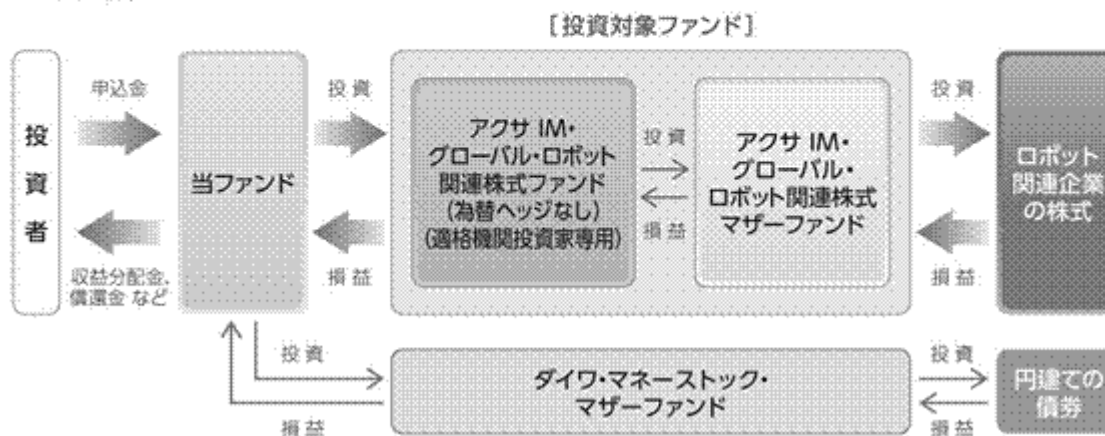 [投資対象ファンド]
投資者
申込金
収益分配金、
償還金 など
当ファンド
投資
損益
アクサ IM・
グローバル・ロボット
関連株式ファンド
(為替ヘッジなし)
(適格機関投資家専用)
投資
損益
アクサ IM・
グローバル・
ロボット関連株式
マザーファンド
投資
損益
ロボット
関連企業
の株式
投資
損益
ダイワ・マネーストック・
マザーファンド
投資
損益
円建ての
債券